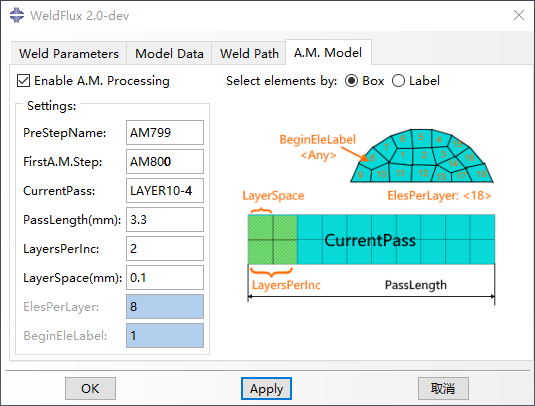 WeldFlux 2.0-dev
Weld Parameters Model Data Weld Path A.M. Model
Enable A.M. Processing Select elements by: Box Label
Settings:
PreStepName: AM799
FirstA.M.Step: AM800
CurrentPass: LAYER10-4
PassLength(mm): 3.3
LayersPerInc: 2
LayerSpace(mm): 0.1
ElesPerLayer: 8
BeginEleLabel: 1
BeginEleLabel
<Any>
ElesPerLayer: <18>
LayerSpace
CurrentPass
LayersPerInc PassLength
OK Apply 取消